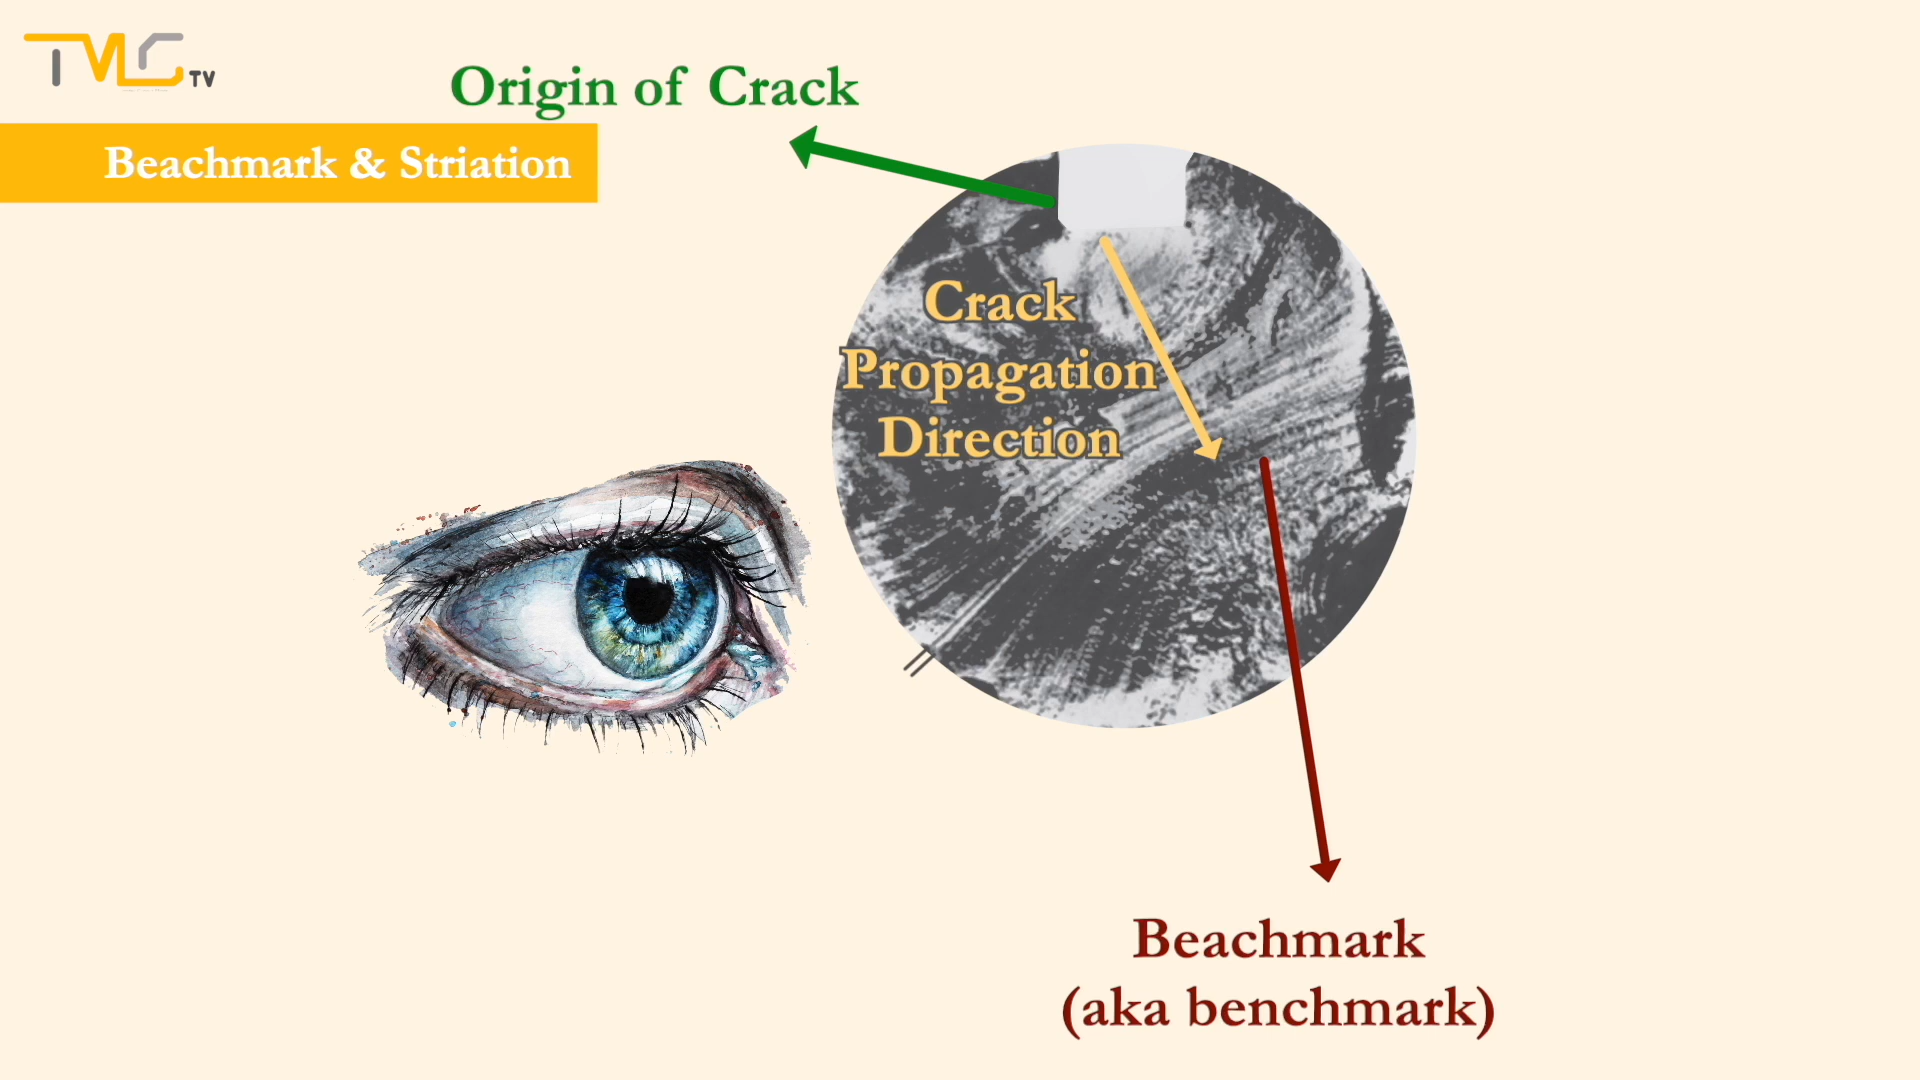 TMC TV
Origin of Crack
Beachmark & Striation
Crack
Propagation
Direction
Beachmark
(aka benchmark)